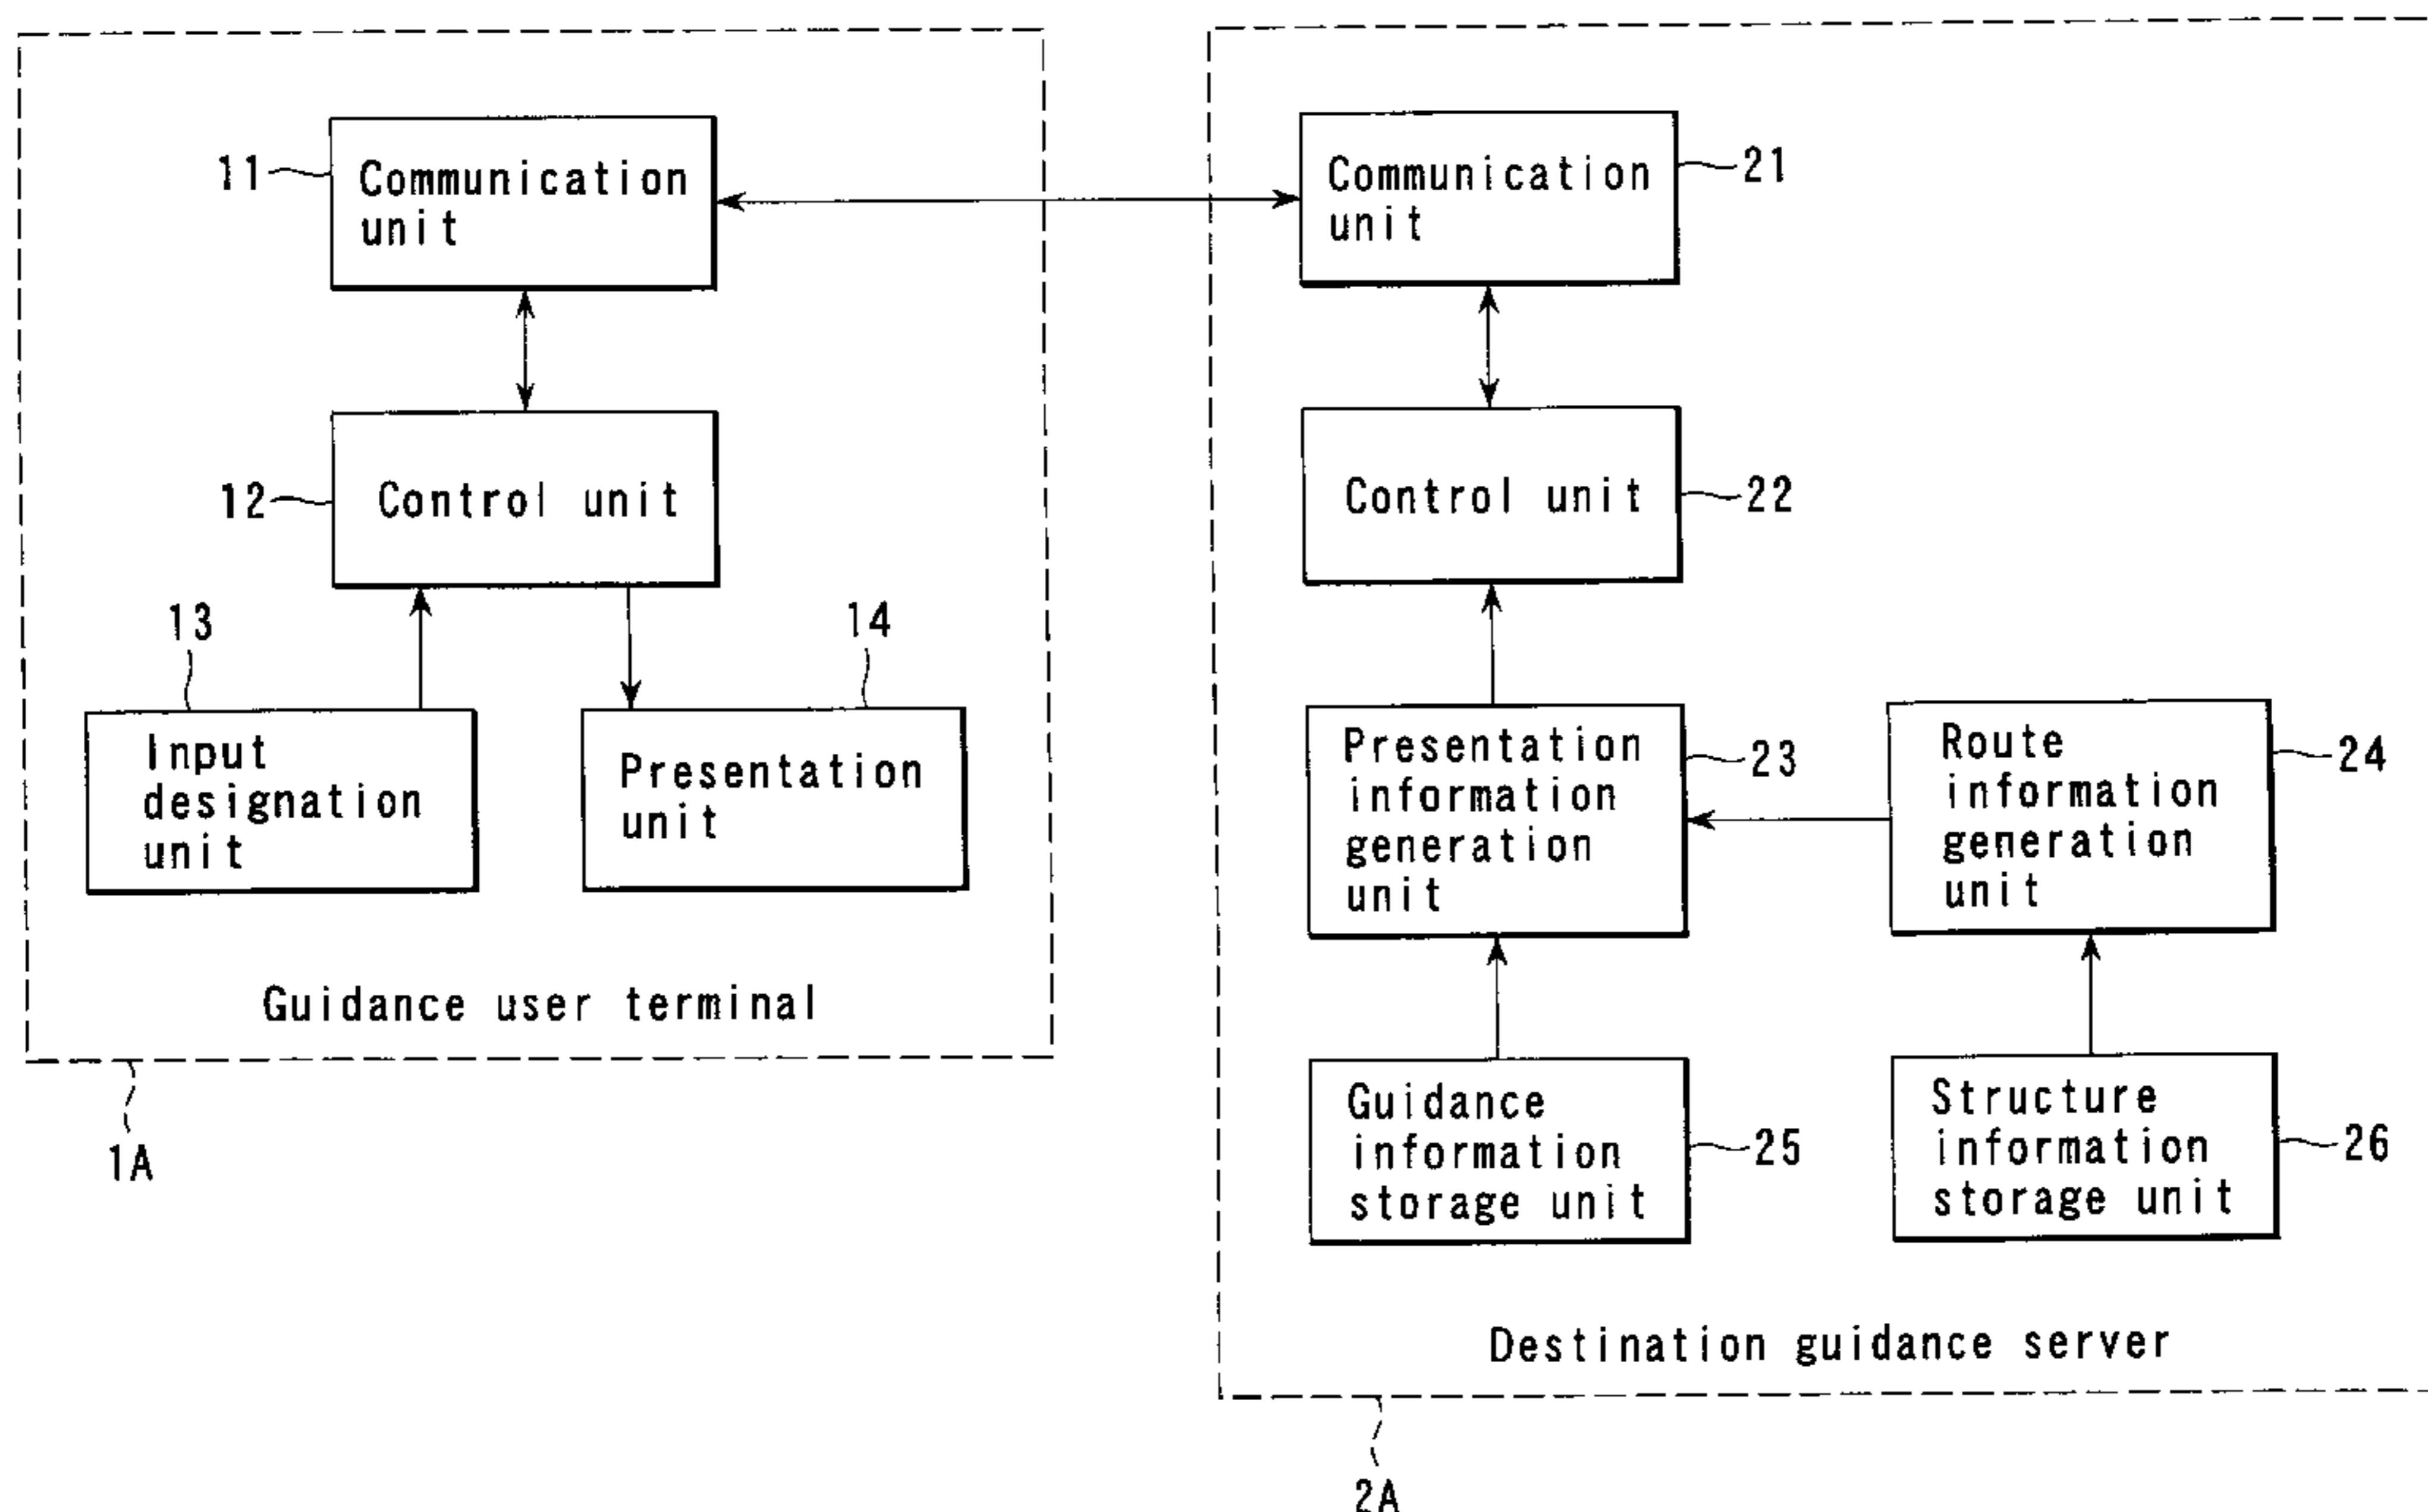 11
Communication
unit
12
Control unit
13
Input
designation
unit
14
Presentation
unit
Guidance user terminal
1A
Communication
unit
21
Control unit
22
Presentation
information
generation
unit
23
Route
information
generation
unit
24
Guidance
information
storage unit
25
Structure
information
storage unit
26
Destination guidance server
2A